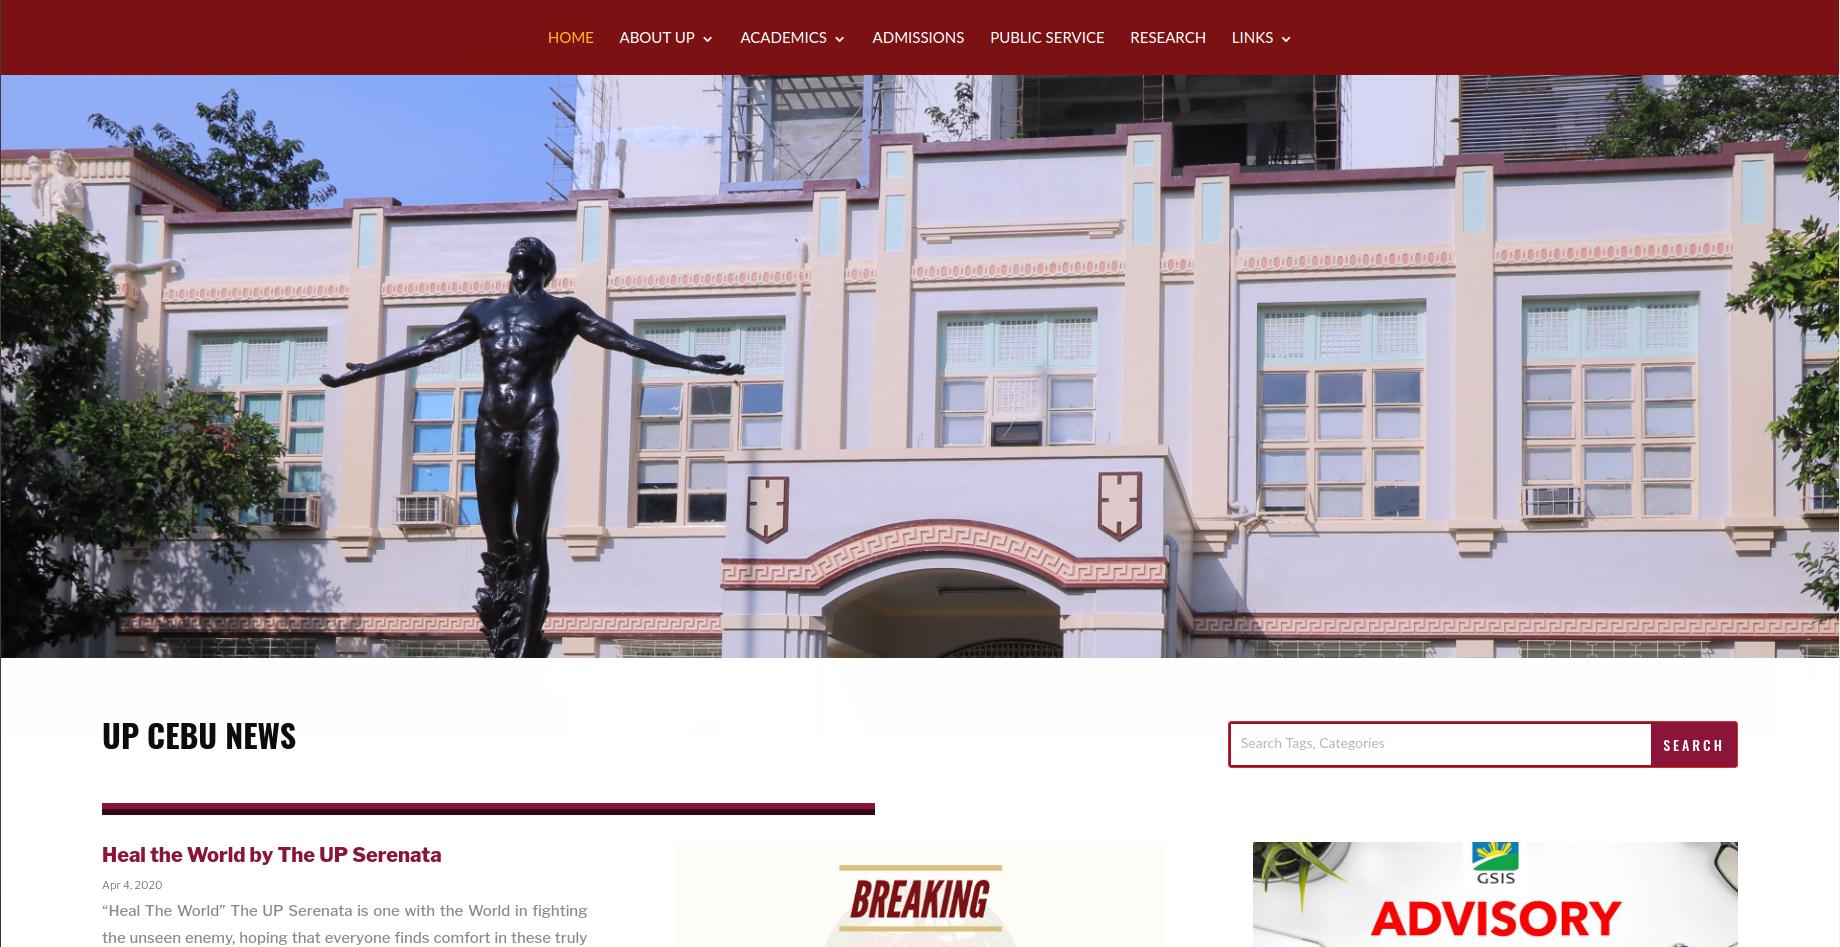 HOME ABOUT UP ACADEMICS ADMISSIONS PUBLIC SERVICE RESEARCH LINKS
UP CEBU NEWS
Search Tags, Categories SEARCH
Heal the World by The UP Serenata
Apr 4, 2020
“Heal The World” The UP Serenata is one with the World in fighting
the unseen enemy, hoping that everyone finds comfort in these truly
BREAKING
GSIS
ADVISORY